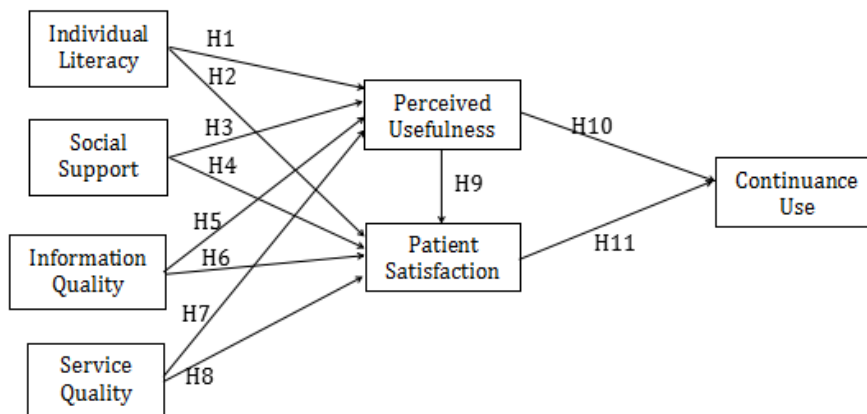 Individual
Literacy
H1
H2
Social
Support
H3
H4
Perceived
Usefulness
H10
H9
Continuance
Use
Information
Quality
H5
H6
Patient
Satisfaction
H11
H7
Service
Quality
H8